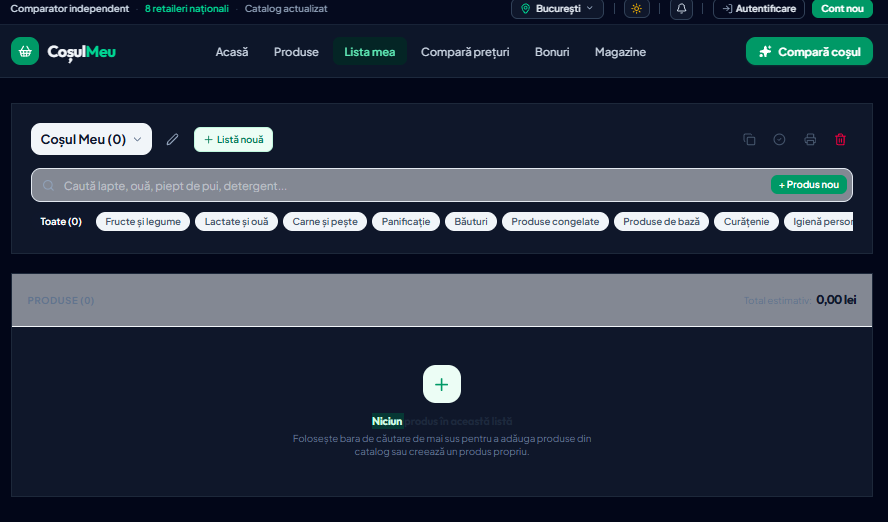 Comparator independent · 8 retaileri naționali · Catalog actualizat
București
Autentificare
Cont nou
CoșulMeu
Acasă
Produse
Lista mea
Compară prețuri
Bonuri
Magazine
Compară coșul
Coșul Meu (0)
+ Listă nouă
Caută lapte, ouă, piept de pui, detergent...
+ Produs nou
Toate (0)
Fructe și legume
Lactate și ouă
Carne și pește
Panificație
Băuturi
Produse congelate
Produse de bază
Curățenie
Igienă person
PRODUSE (0)
Total estimativ: 0,00 lei
Niciun produs în această listă
Folosește bara de căutare de mai sus pentru a adăuga produse din
catalog sau creează un produs propriu.